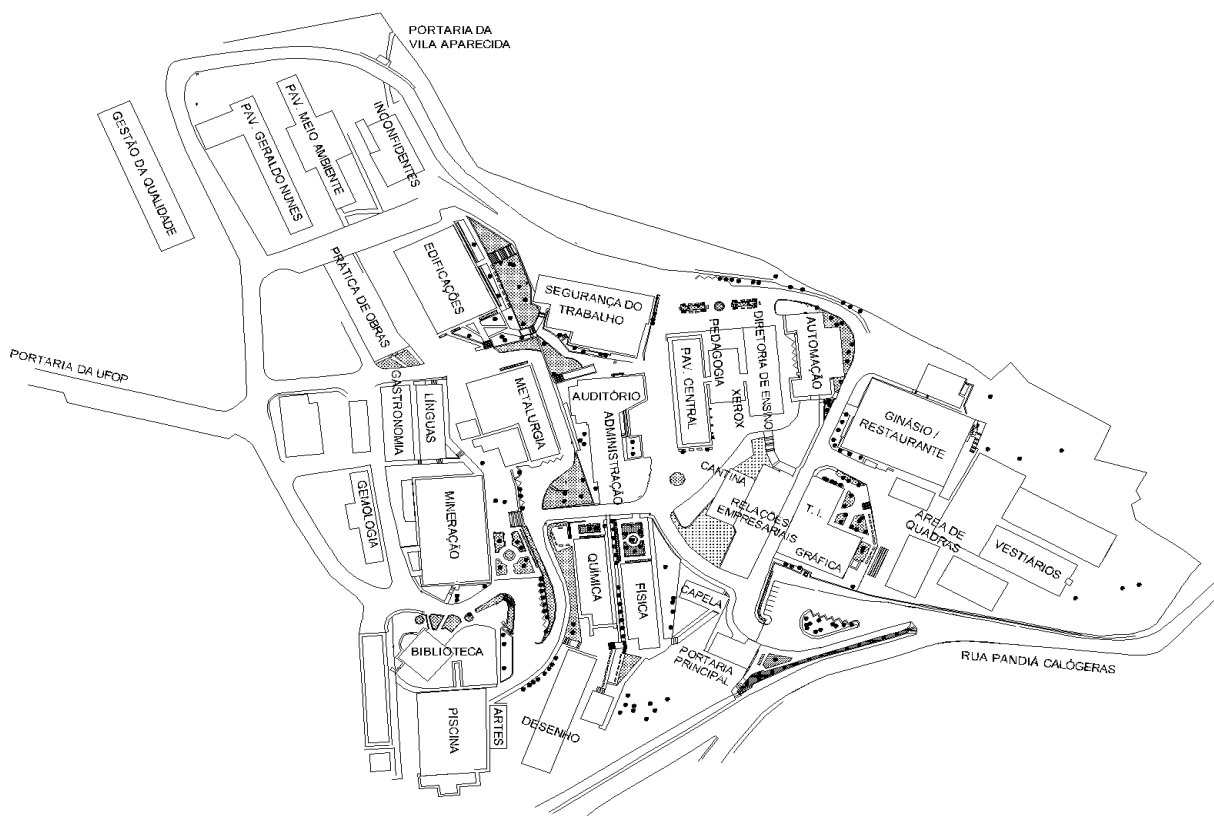 PORTARIA DA
VILA APARECIDA
GESTÃO DA QUALIDADE
PAV. GERALDO NUNES
PAV. MEIO AMBIENTE
INCONFIDENTES
PRÁTICA DE OBRAS
EDIFICAÇÕES
SEGURANÇA DO
TRABALHO
PAV. CENTRAL
PEDAGOGIA
XEROX
DIRETORIA DE ENSINO
AUTOMAÇÃO
PORTARIA DA UFOP
GASTRONOMIA
LÍNGUAS
METALURGIA
AUDITÓRIO
ADMINISTRAÇÃO
GINÁSIO /
RESTAURANTE
CANTINA
RELAÇÕES
EMPRESARIAIS
T. I.
GRÁFICA
ÁREA DE
QUADRAS
VESTIÁRIOS
GEMOLOGIA
MINERAÇÃO
QUÍMICA
FÍSICA
CAPELA
PORTARIA
PRINCIPAL
RUA PANDIÁ CALÓGERAS
BIBLIOTECA
PISCINA
ARTES
DESENHO